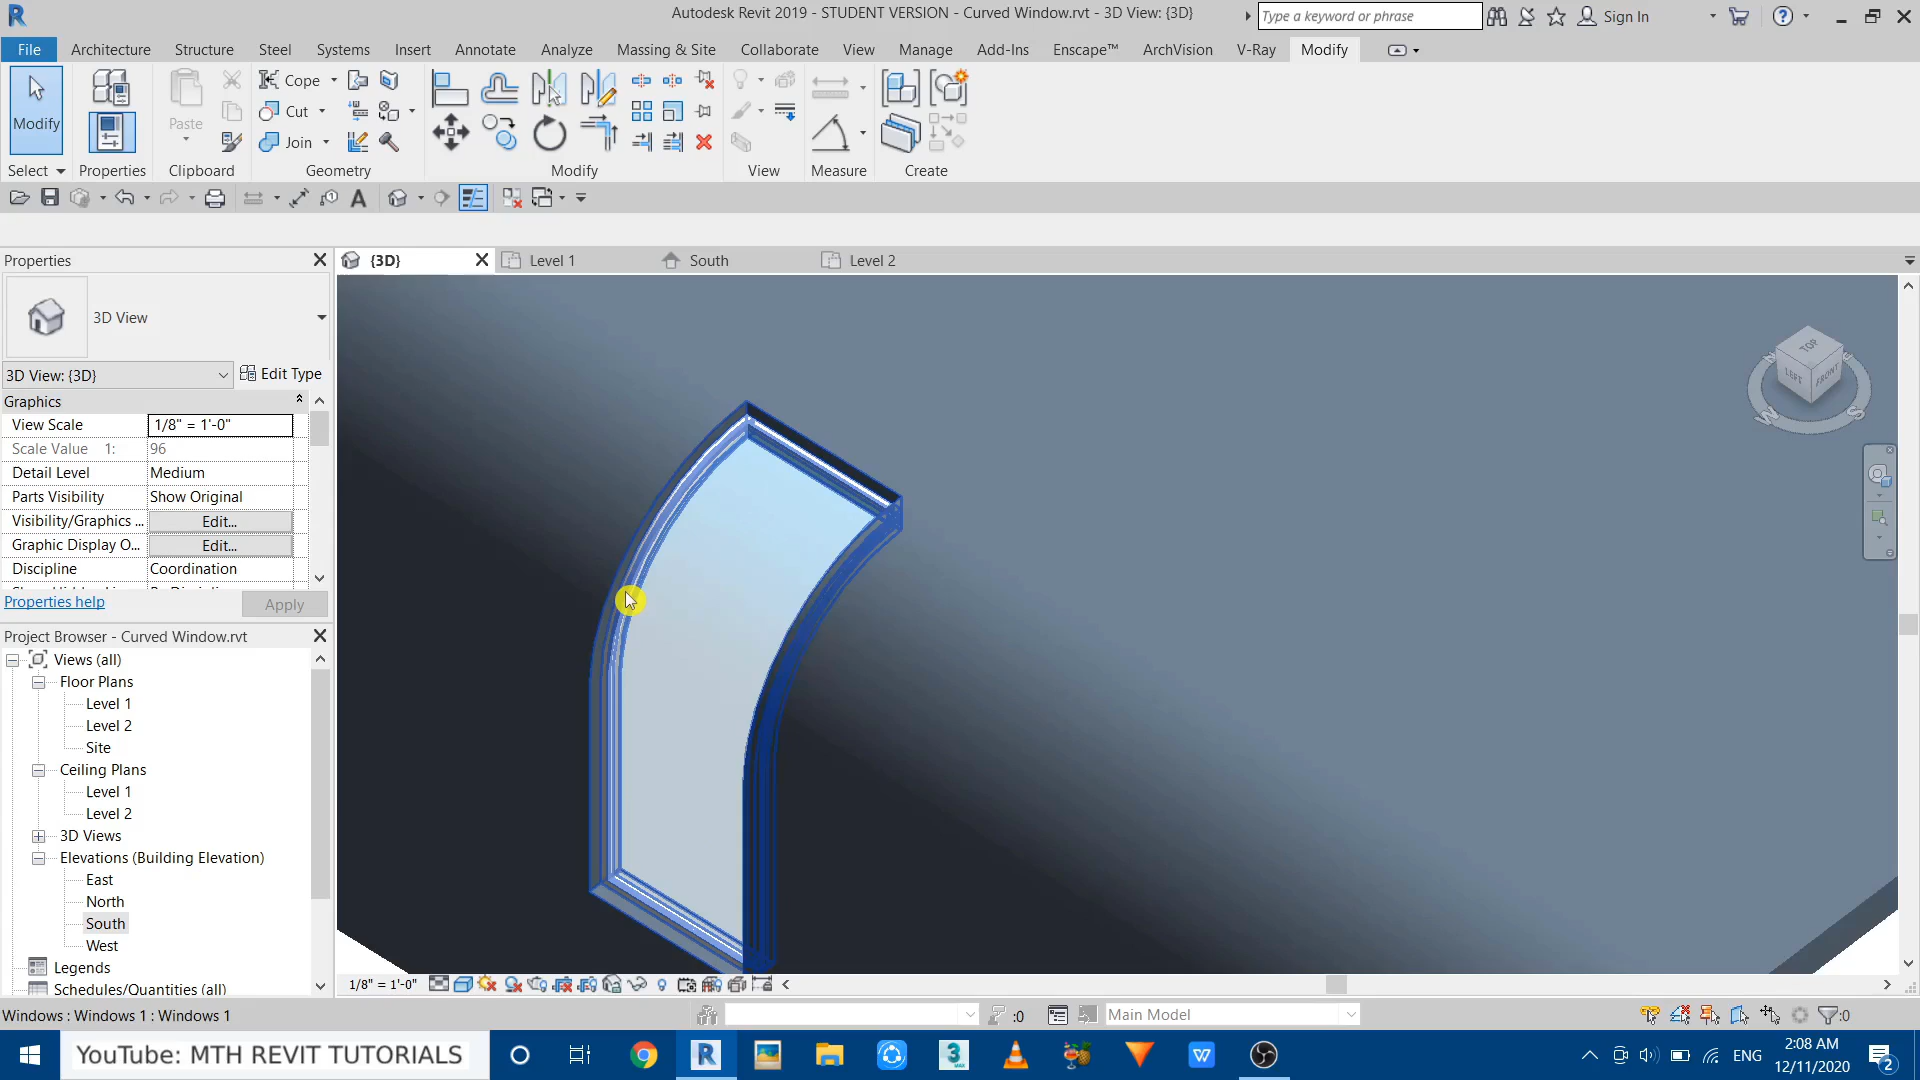 Autodesk Revit 2019 - STUDENT VERSION - Curved Window.rvt - 3D View: {3D}
Type a keyword or phrase
Sign In
File Architecture Structure Steel Systems Insert Annotate Analyze Massing & Site Collaborate View Manage Add-Ins Enscape™ ArchVision V-Ray Modify
Modify
Paste
Cope
Cut
Join
Select Properties Clipboard Geometry Modify View Measure Create
Properties
{3D} Level 1 South Level 2
3D View
3D View: {3D} Edit Type
Graphics
View Scale 1/8" = 1'-0"
Scale Value 1: 96
Detail Level Medium
Parts Visibility Show Original
Visibility/Graphics ... Edit...
Graphic Display O... Edit...
Discipline Coordination
Properties help Apply
Project Browser - Curved Window.rvt
Views (all)
Floor Plans
Level 1
Level 2
Site
Ceiling Plans
Level 1
Level 2
3D Views
Elevations (Building Elevation)
East
North
South
West
Legends
Schedules/Quantities (all)
TOP
LEFT
FRONT
W
S
1/8" = 1'-0"
Windows : Windows 1 : Windows 1
:0
Main Model
:0
YouTube: MTH REVIT TUTORIALS
ENG
2:08 AM
12/11/2020
2